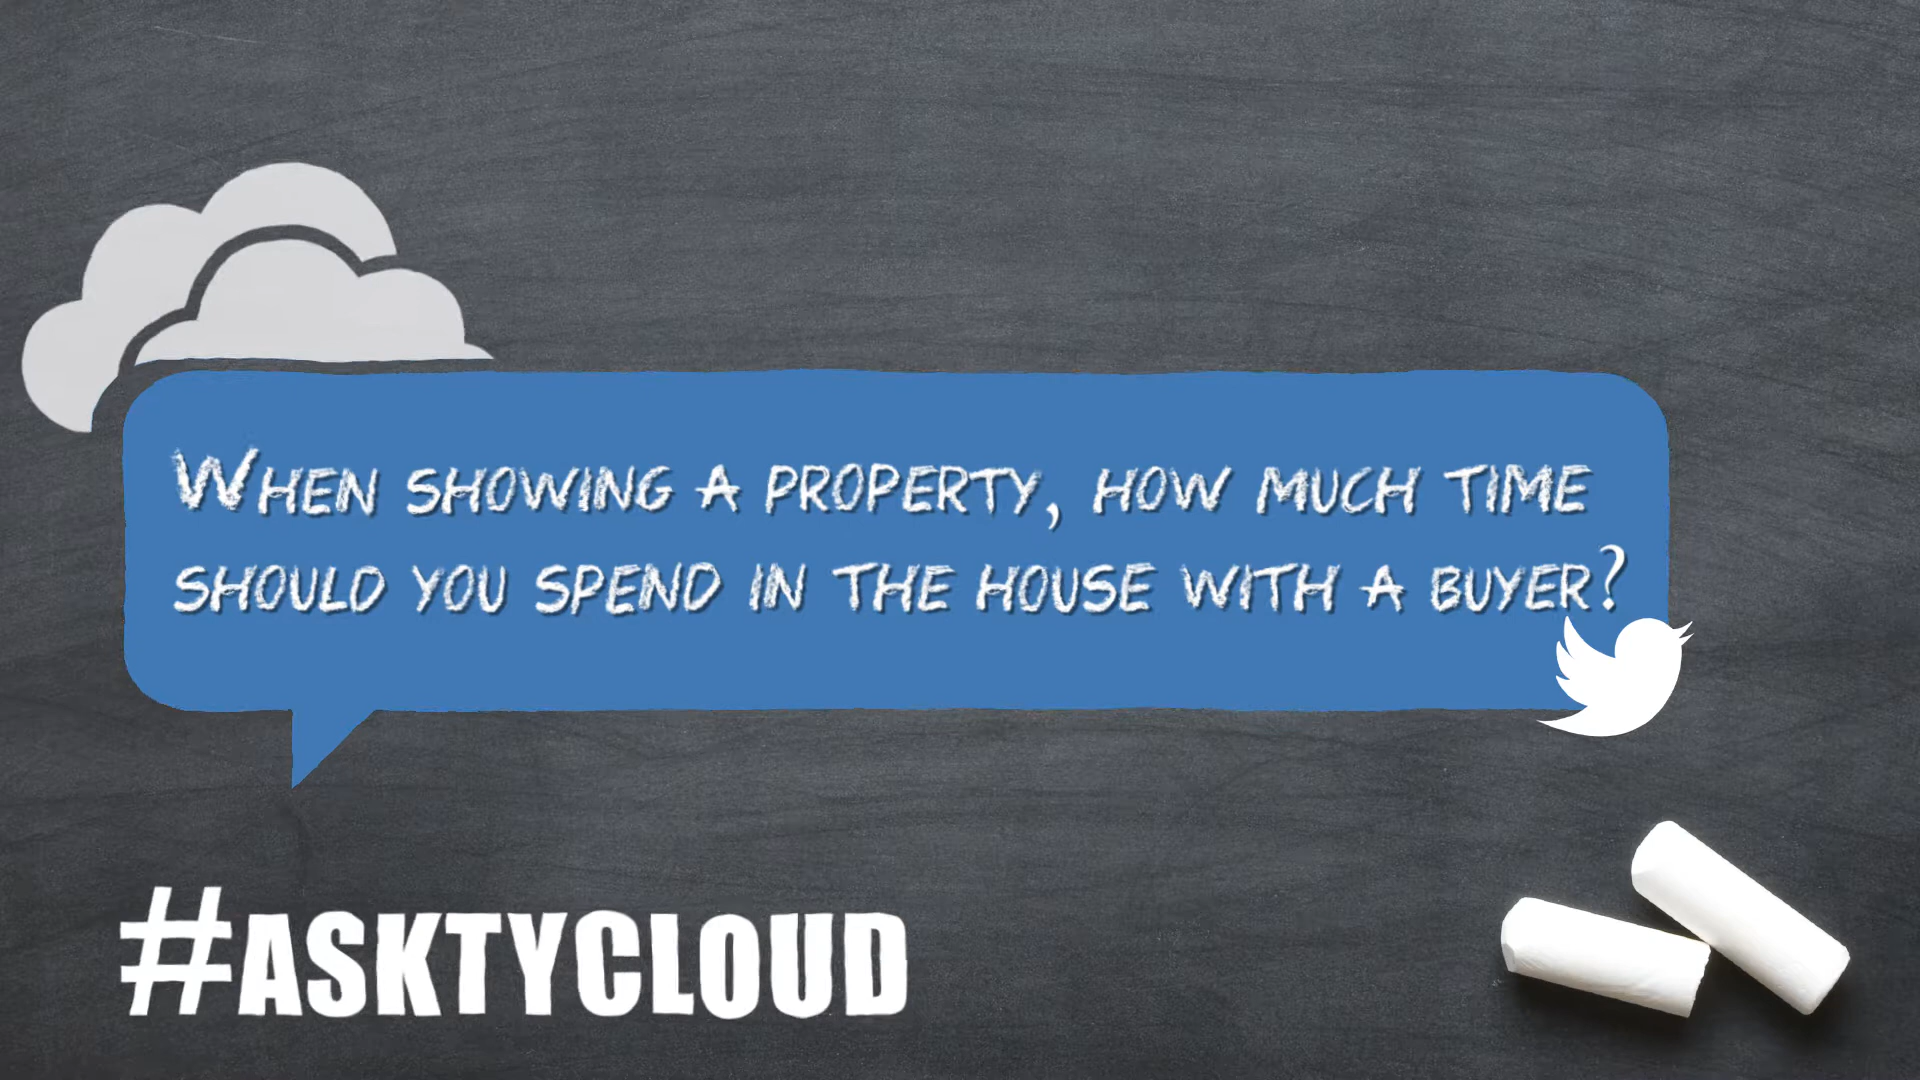 When showing a property, how much time
should you spend in the house with a buyer?
#ASKTYCLOUD